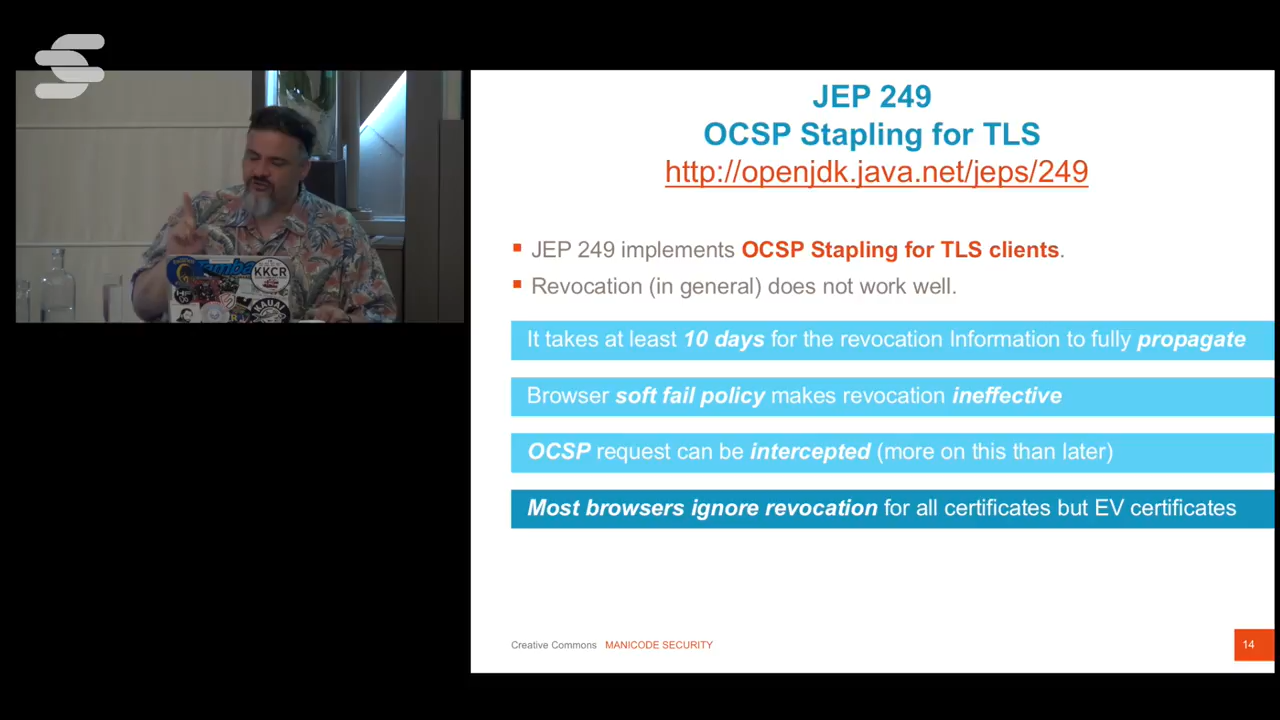 JEP 249
OCSP Stapling for TLS
http://openjdk.java.net/jeps/249
JEP 249 implements OCSP Stapling for TLS clients.
Revocation (in general) does not work well.
It takes at least 10 days for the revocation Information to fully propagate
Browser soft fail policy makes revocation ineffective
OCSP request can be intercepted (more on this than later)
Most browsers ignore revocation for all certificates but EV certificates
Creative Commons MANICODE SECURITY
14
KKCR
KAUAI